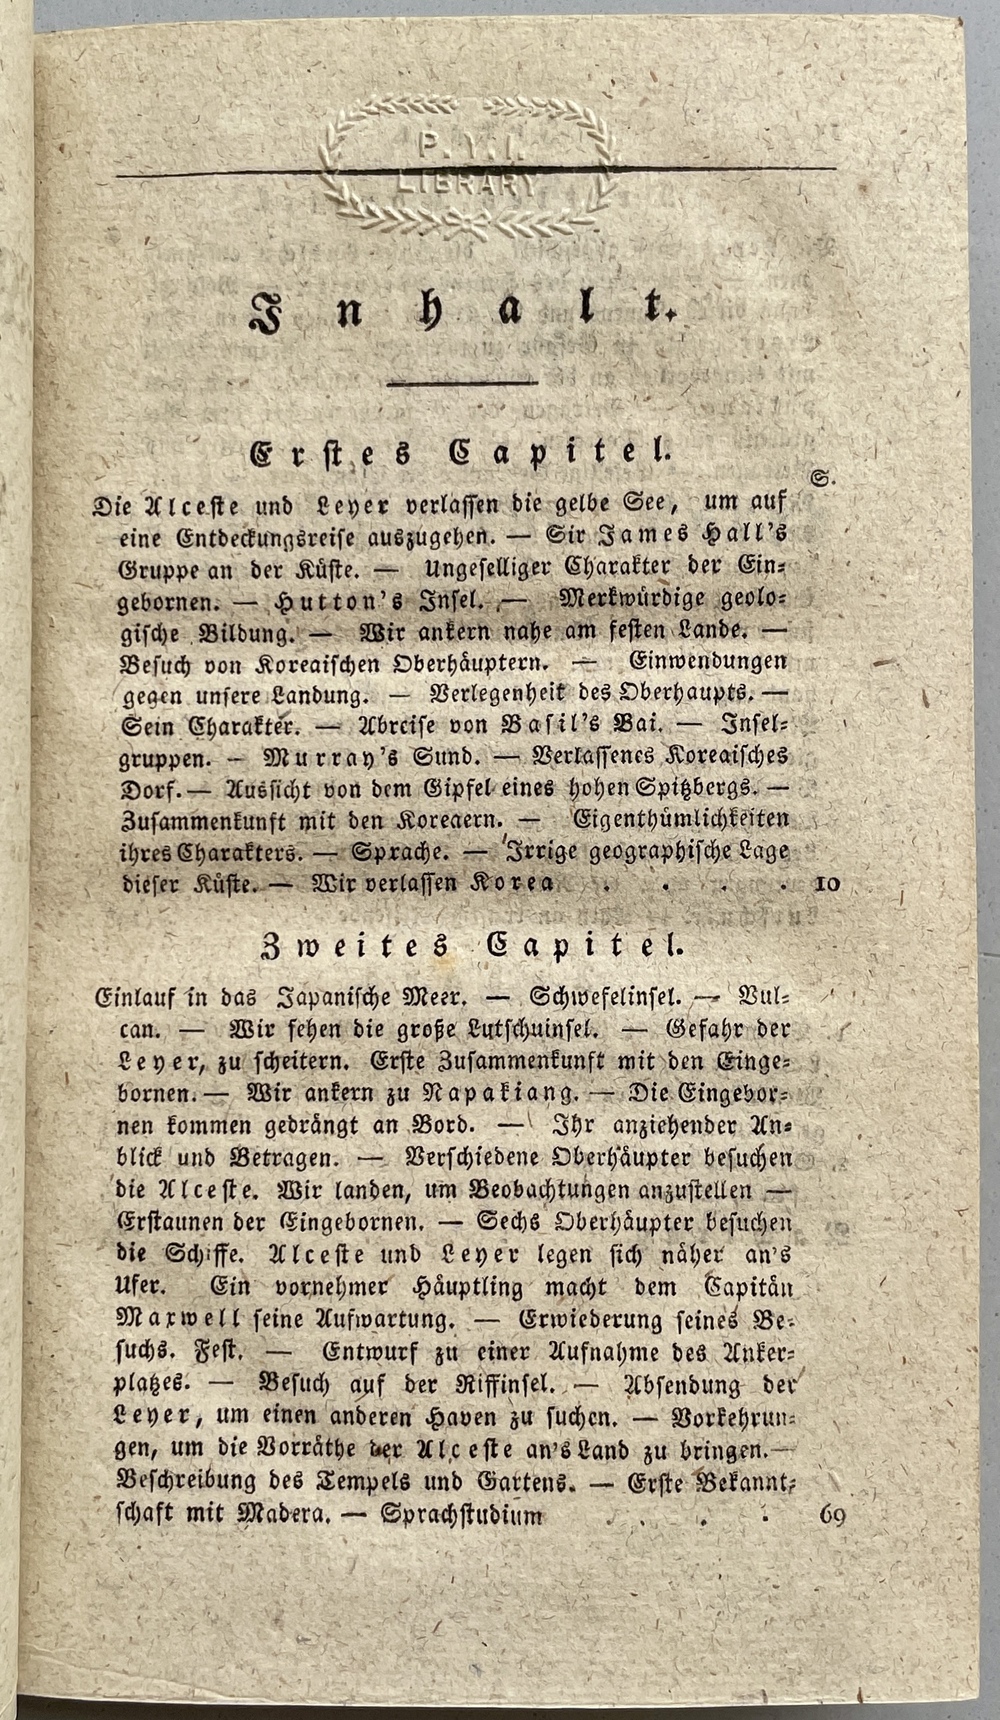 P. Y. I.
LIBRARY
Inhalt.
Erstes Capitel.
S.
Die Alceste und Leyer verlassen die gelbe See, um auf
eine Entdeckungsreise auszugehen. — Sir James Hall's
Gruppe an der Küste. — Ungeselliger Charakter der Ein-
gebornen. — Hutton's Insel. — Merkwürdige geolo-
gische Bildung. — Wir ankern nahe am festen Lande. —
Besuch von Koreaischen Oberhäuptern. — Einwendungen
gegen unsere Landung. — Verlegenheit des Oberhaupts. —
Sein Charakter. — Abreise von Basil's Bai. — Insel-
gruppen. — Murray's Sund. — Verlassenes Koreaisches
Dorf. — Aussicht von dem Gipfel eines hohen Spitzbergs. —
Zusammenkunft mit den Koreaern. — Eigenthümlichkeiten
ihres Charakters. — Sprache. — Irrige geographische Lage
dieser Küste. — Wir verlassen Korea . . . . 10
Zweites Capitel.
Einlauf in das Japanische Meer. — Schwefelinsel. — Vul-
can. — Wir sehen die große Lutschuinsel. — Gefahr der
Leyer, zu scheitern. Erste Zusammenkunft mit den Einge-
bornen. — Wir ankern zu Napakiang. — Die Eingebor-
nen kommen gedrängt an Bord. — Ihr anziehender An-
blick und Betragen. — Verschiedene Oberhäupter besuchen
die Alceste. Wir landen, um Beobachtungen anzustellen —
Erstaunen der Eingebornen. — Sechs Oberhäupter besuchen
die Schiffe. Alceste und Leyer legen sich näher an's
Ufer. Ein vornehmer Häuptling macht dem Capitän
Maxwell seine Aufwartung. — Erwiederung seines Be-
suchs. Fest. — Entwurf zu einer Aufnahme des Anker-
platzes. — Besuch auf der Riffinsel. — Absendung der
Leyer, um einen anderen Haven zu suchen. — Vorkehrun-
gen, um die Vorräthe der Alceste an's Land zu bringen. —
Beschreibung des Tempels und Gartens. — Erste Bekannt-
schaft mit Madera. — Sprachstudium . . . 69